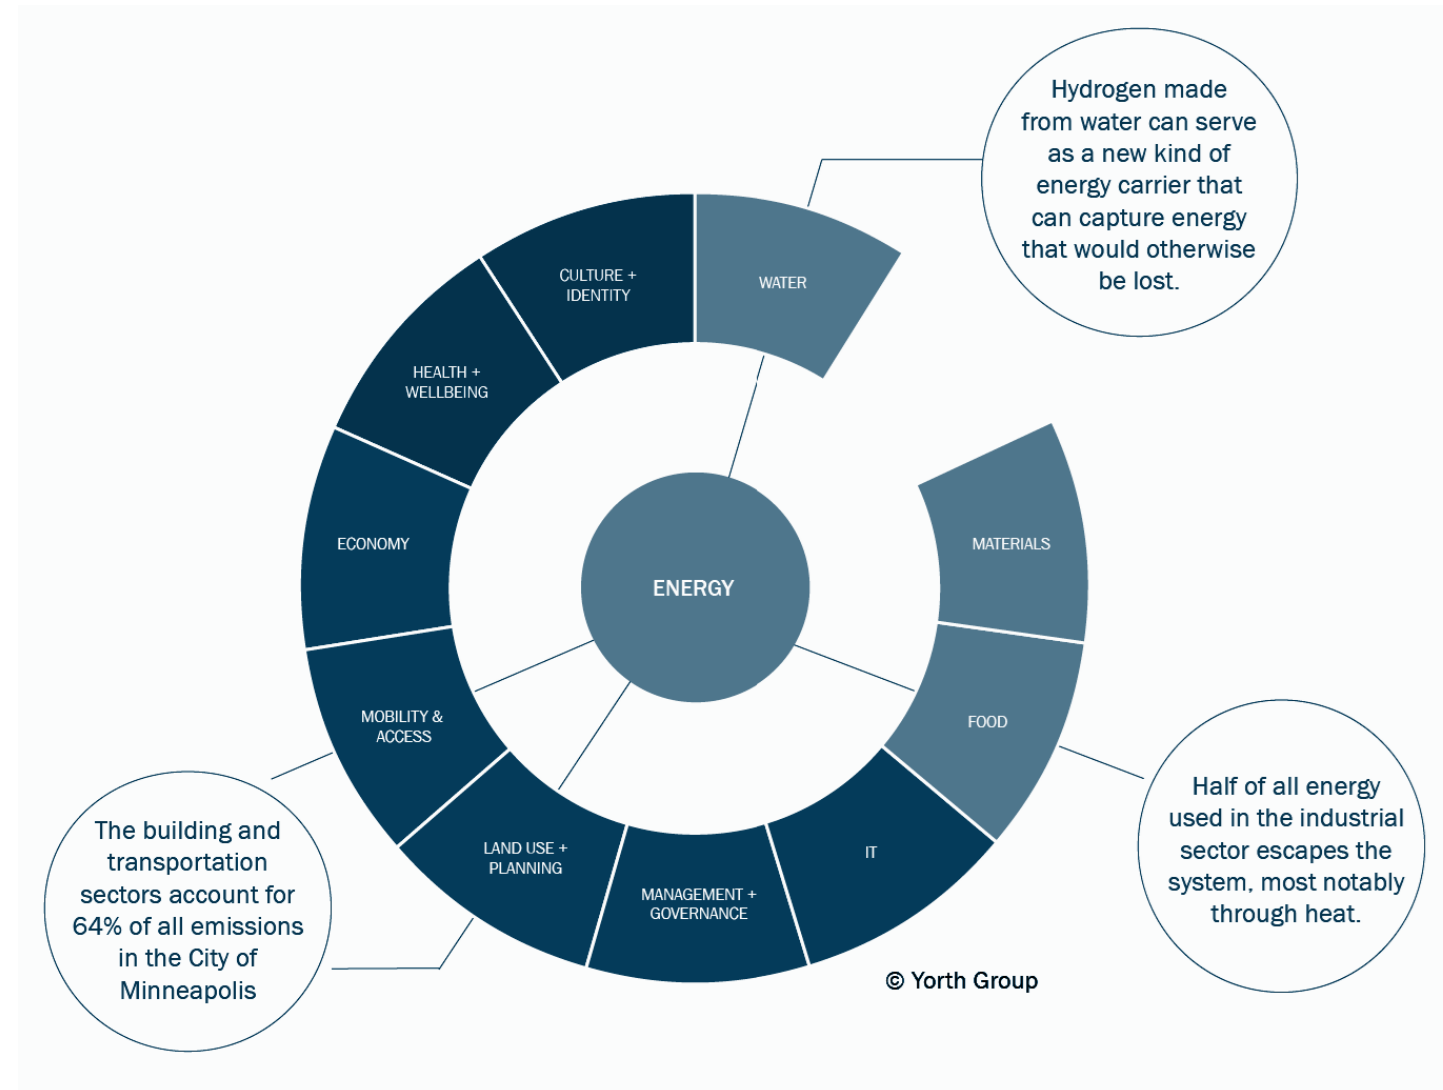 Hydrogen made
from water can serve
as a new kind of
energy carrier that
can capture energy
that would otherwise
be lost.
CULTURE +
IDENTITY
WATER
HEALTH +
WELLBEING
ECONOMY
MATERIALS
ENERGY
MOBILITY &
ACCESS
FOOD
LAND USE +
PLANNING
MANAGEMENT +
GOVERNANCE
IT
The building and
transportation
sectors account for
64% of all emissions
in the City of
Minneapolis
Half of all energy
used in the industrial
sector escapes the
system, most notably
through heat.
© Yorth Group